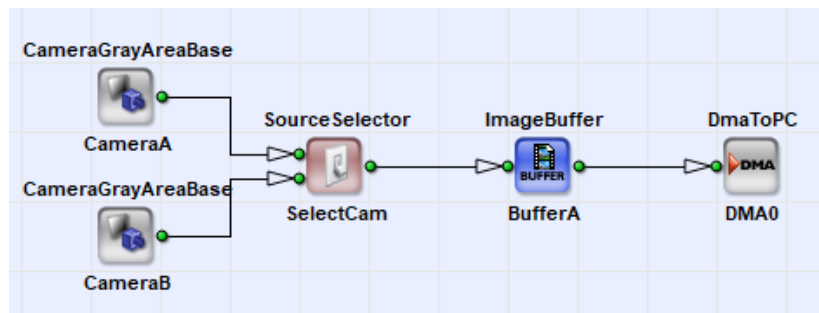 CameraGrayAreaBase
CameraA
CameraGrayAreaBase
CameraB
SourceSelector
SelectCam
ImageBuffer
BUFFER
BufferA
DmaToPC
DMA
DMA0